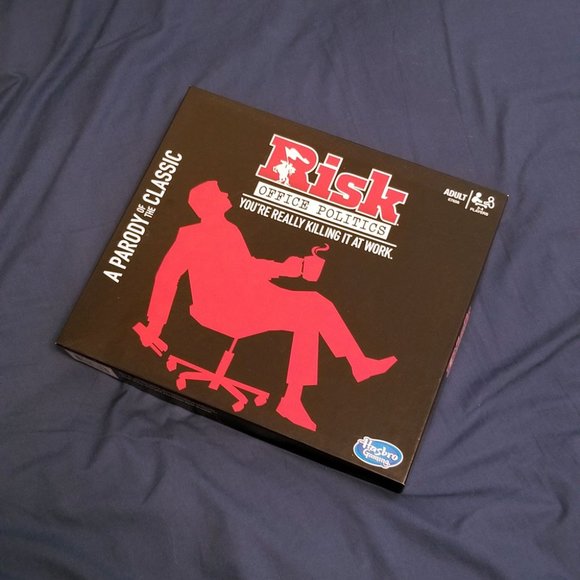 A PARODY OF THE CLASSIC
Risk
OFFICE POLITICS
YOU'RE REALLY KILLING IT AT WORK.
ADULT
PLAYERS
Hasbro
Gaming